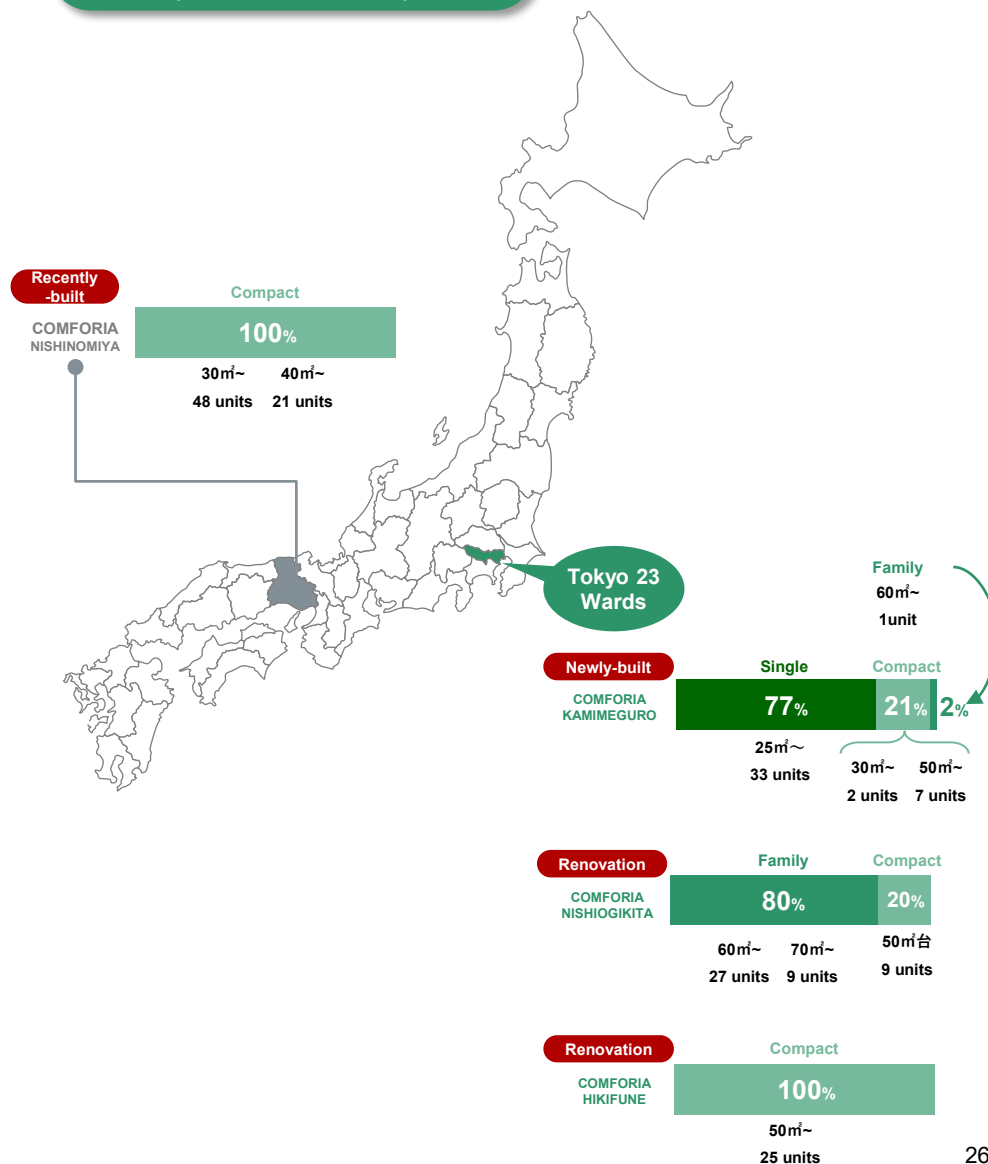 Recently
-built
Compact
COMFORIA
NISHINOMIYA
100%
30㎡~ 40㎡~
48 units 21 units
Tokyo 23
Wards
Family
60㎡~
1unit
Newly-built
Single
Compact
COMFORIA
KAMIMEGURO
77%
21%
2%
25㎡～
33 units
30㎡~ 50㎡~
2 units 7 units
Renovation
Family
Compact
COMFORIA
NISHIOGIKITA
80%
20%
60㎡~ 70㎡~
27 units 9 units
50㎡台
9 units
Renovation
Compact
COMFORIA
HIKIFUNE
100%
50㎡~
25 units
26